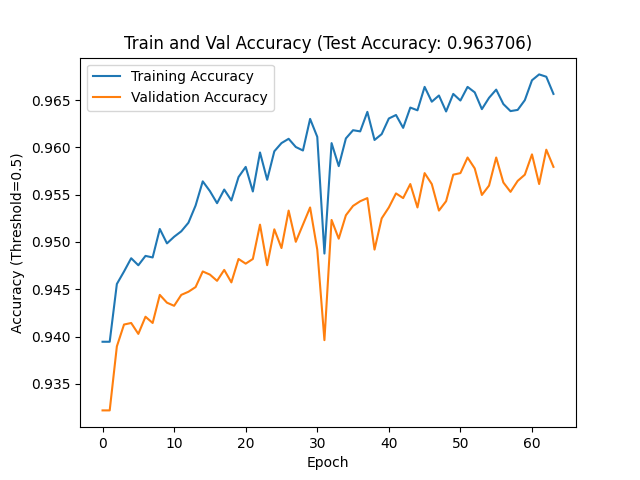 Train and Val Accuracy (Test Accuracy: 0.963706)
Training Accuracy
Validation Accuracy
Accuracy (Threshold=0.5)
0.965
0.960
0.955
0.950
0.945
0.940
0.935
0 10 20 30 40 50 60
Epoch